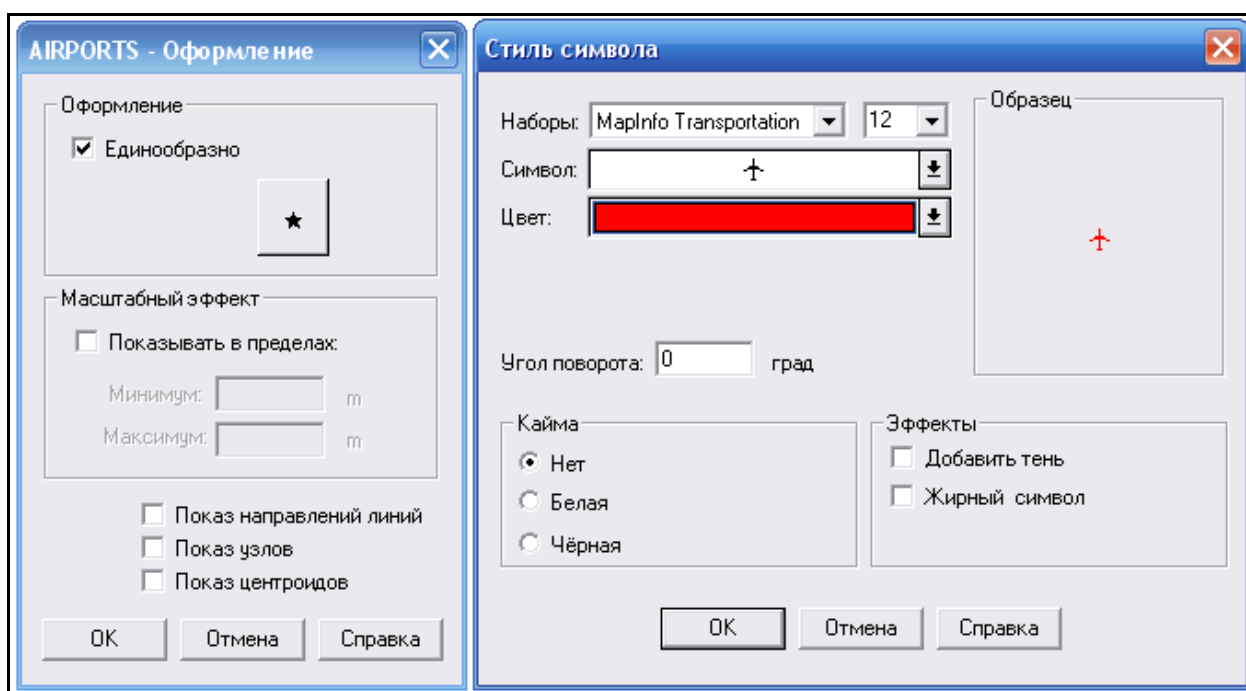 AIRPORTS - Оформление
Оформление
Единообразно
Масштабный эффект
Показывать в пределах:
Минимум: m
Максимум: m
Показ направлений линий
Показ узлов
Показ центроидов
OK Отмена Справка
Стиль символа
Наборы: MapInfo Transportation 12
Символ:
Цвет:
Образец
Угол поворота: 0 град
Кайма
Нет
Белая
Чёрная
Эффекты
Добавить тень
Жирный символ
OK Отмена Справка